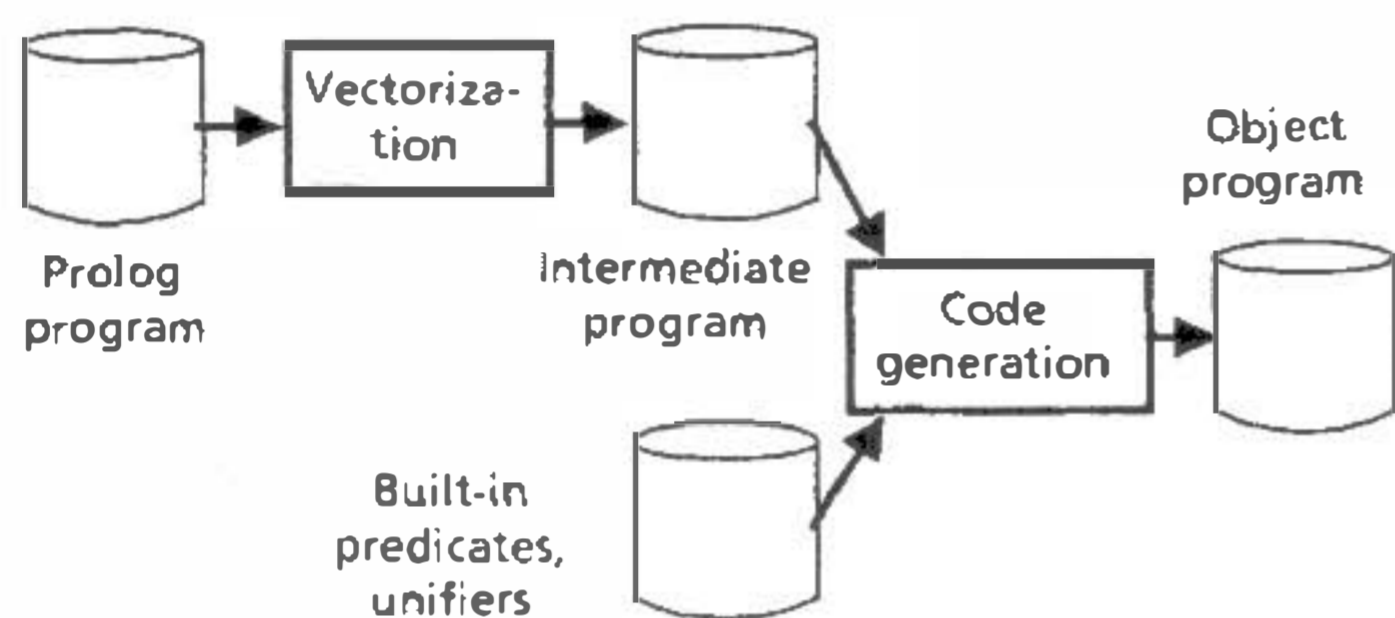 Vectoriza-
tion
Object
program
Prolog
program
Intermediate
program
Code
generation
Built-in
predicates,
unifiers